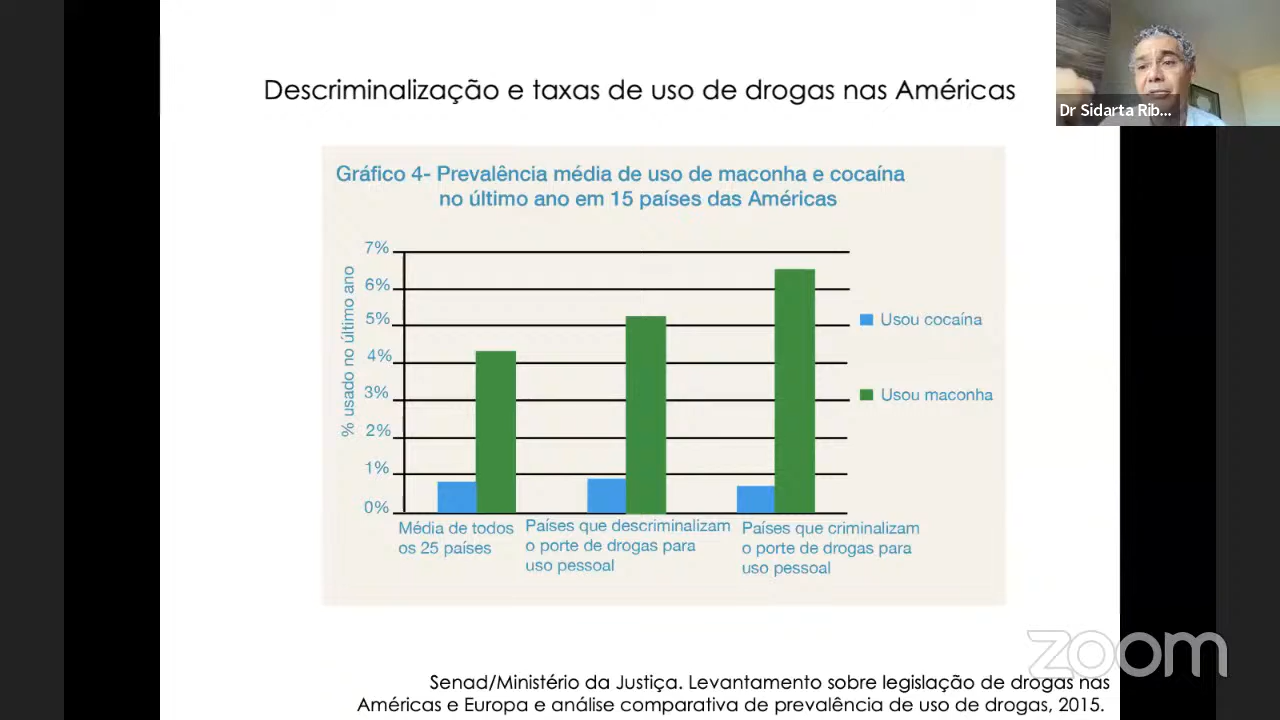 Descriminalização e taxas de uso de drogas nas Américas
Dr Sidarta Rib...
Gráfico 4- Prevalência média de uso de maconha e cocaína
no último ano em 15 países das Américas
% usado no último ano
7%
6%
5%
4%
3%
2%
1%
0%
Usou cocaína
Usou maconha
Média de todos
os 25 países
Países que descriminalizam
o porte de drogas para
uso pessoal
Países que criminalizam
o porte de drogas para
uso pessoal
zoom
Senad/Ministério da Justiça. Levantamento sobre legislação de drogas nas
Américas e Europa e análise comparativa de prevalência de uso de drogas, 2015.